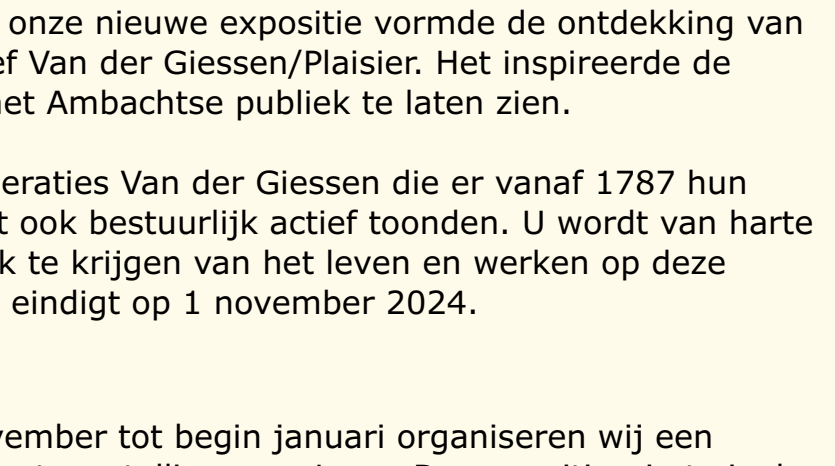 onze nieuwe expositie vormde de ontdekking van
ef Van der Giessen/Plaisier. Het inspireerde de
Ambachtse publiek te laten zien.
eraties Van der Giessen die er vanaf 1787 hun
t ook bestuurlijk actief toonden. U wordt van harte
k te krijgen van het leven en werken op deze
eindigt op 1 november 2024.
vember tot begin januari organiseren wij een